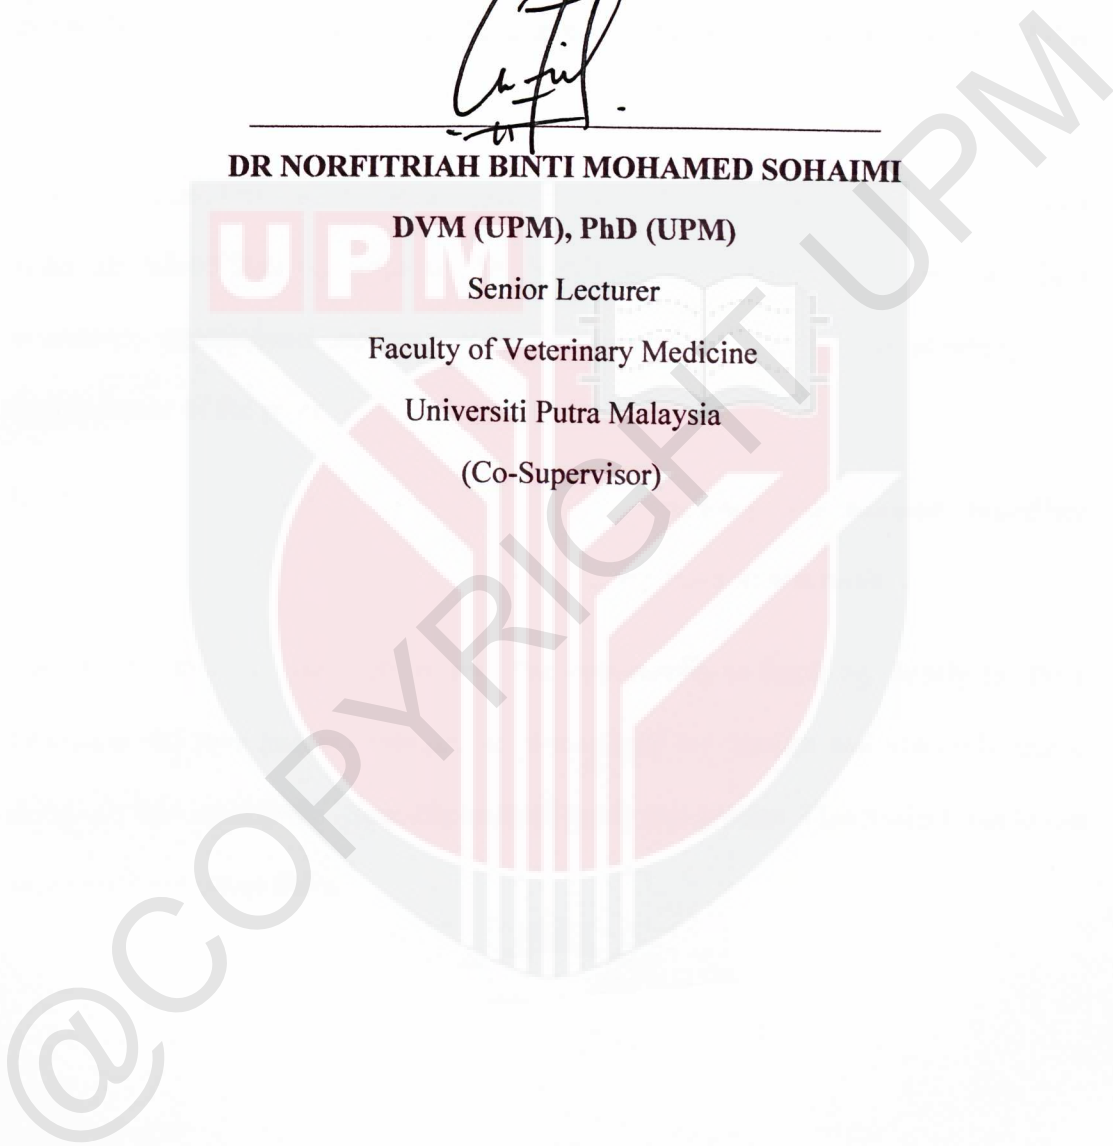 DR NORFITRIAH BINTI MOHAMED SOHAIMI
DVM (UPM), PhD (UPM)
Senior Lecturer
Faculty of Veterinary Medicine
Universiti Putra Malaysia
(Co-Supervisor)
UPM
@COPYRIGHT UPM